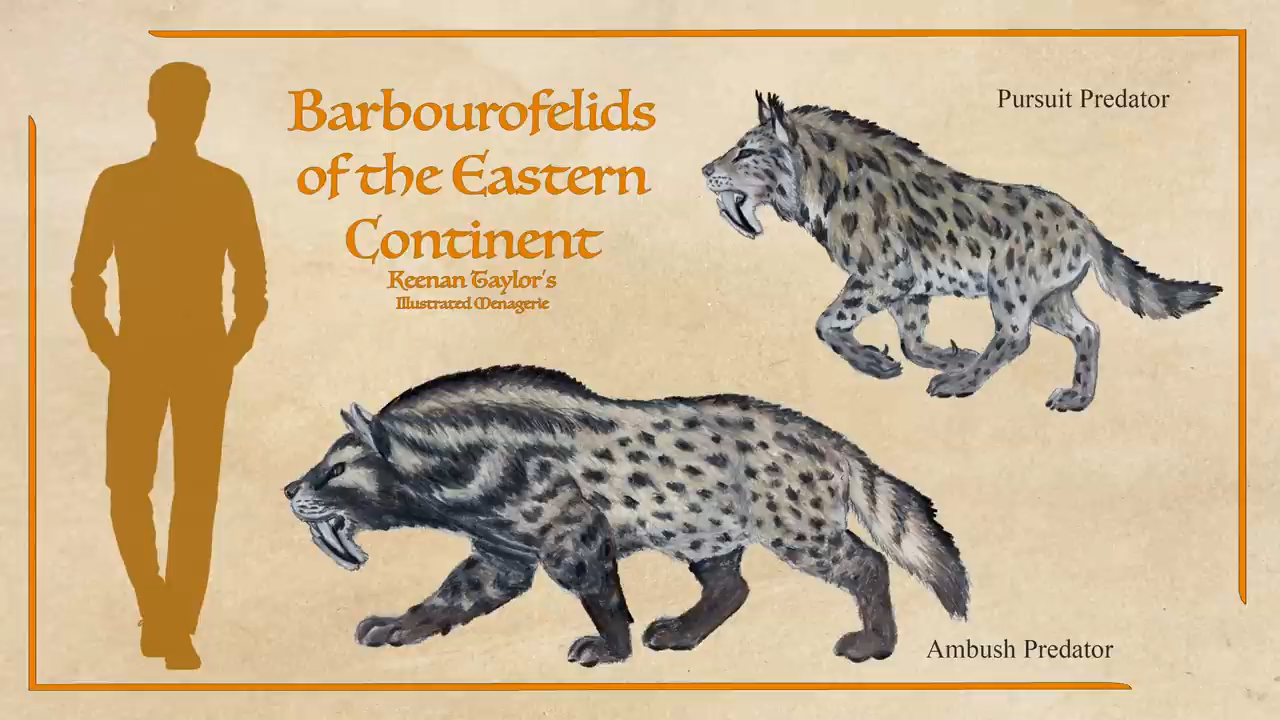 Barbourofelids
of the Eastern
Continent
Keenan Taylor's
Illustrated Menagerie
Pursuit Predator
Ambush Predator